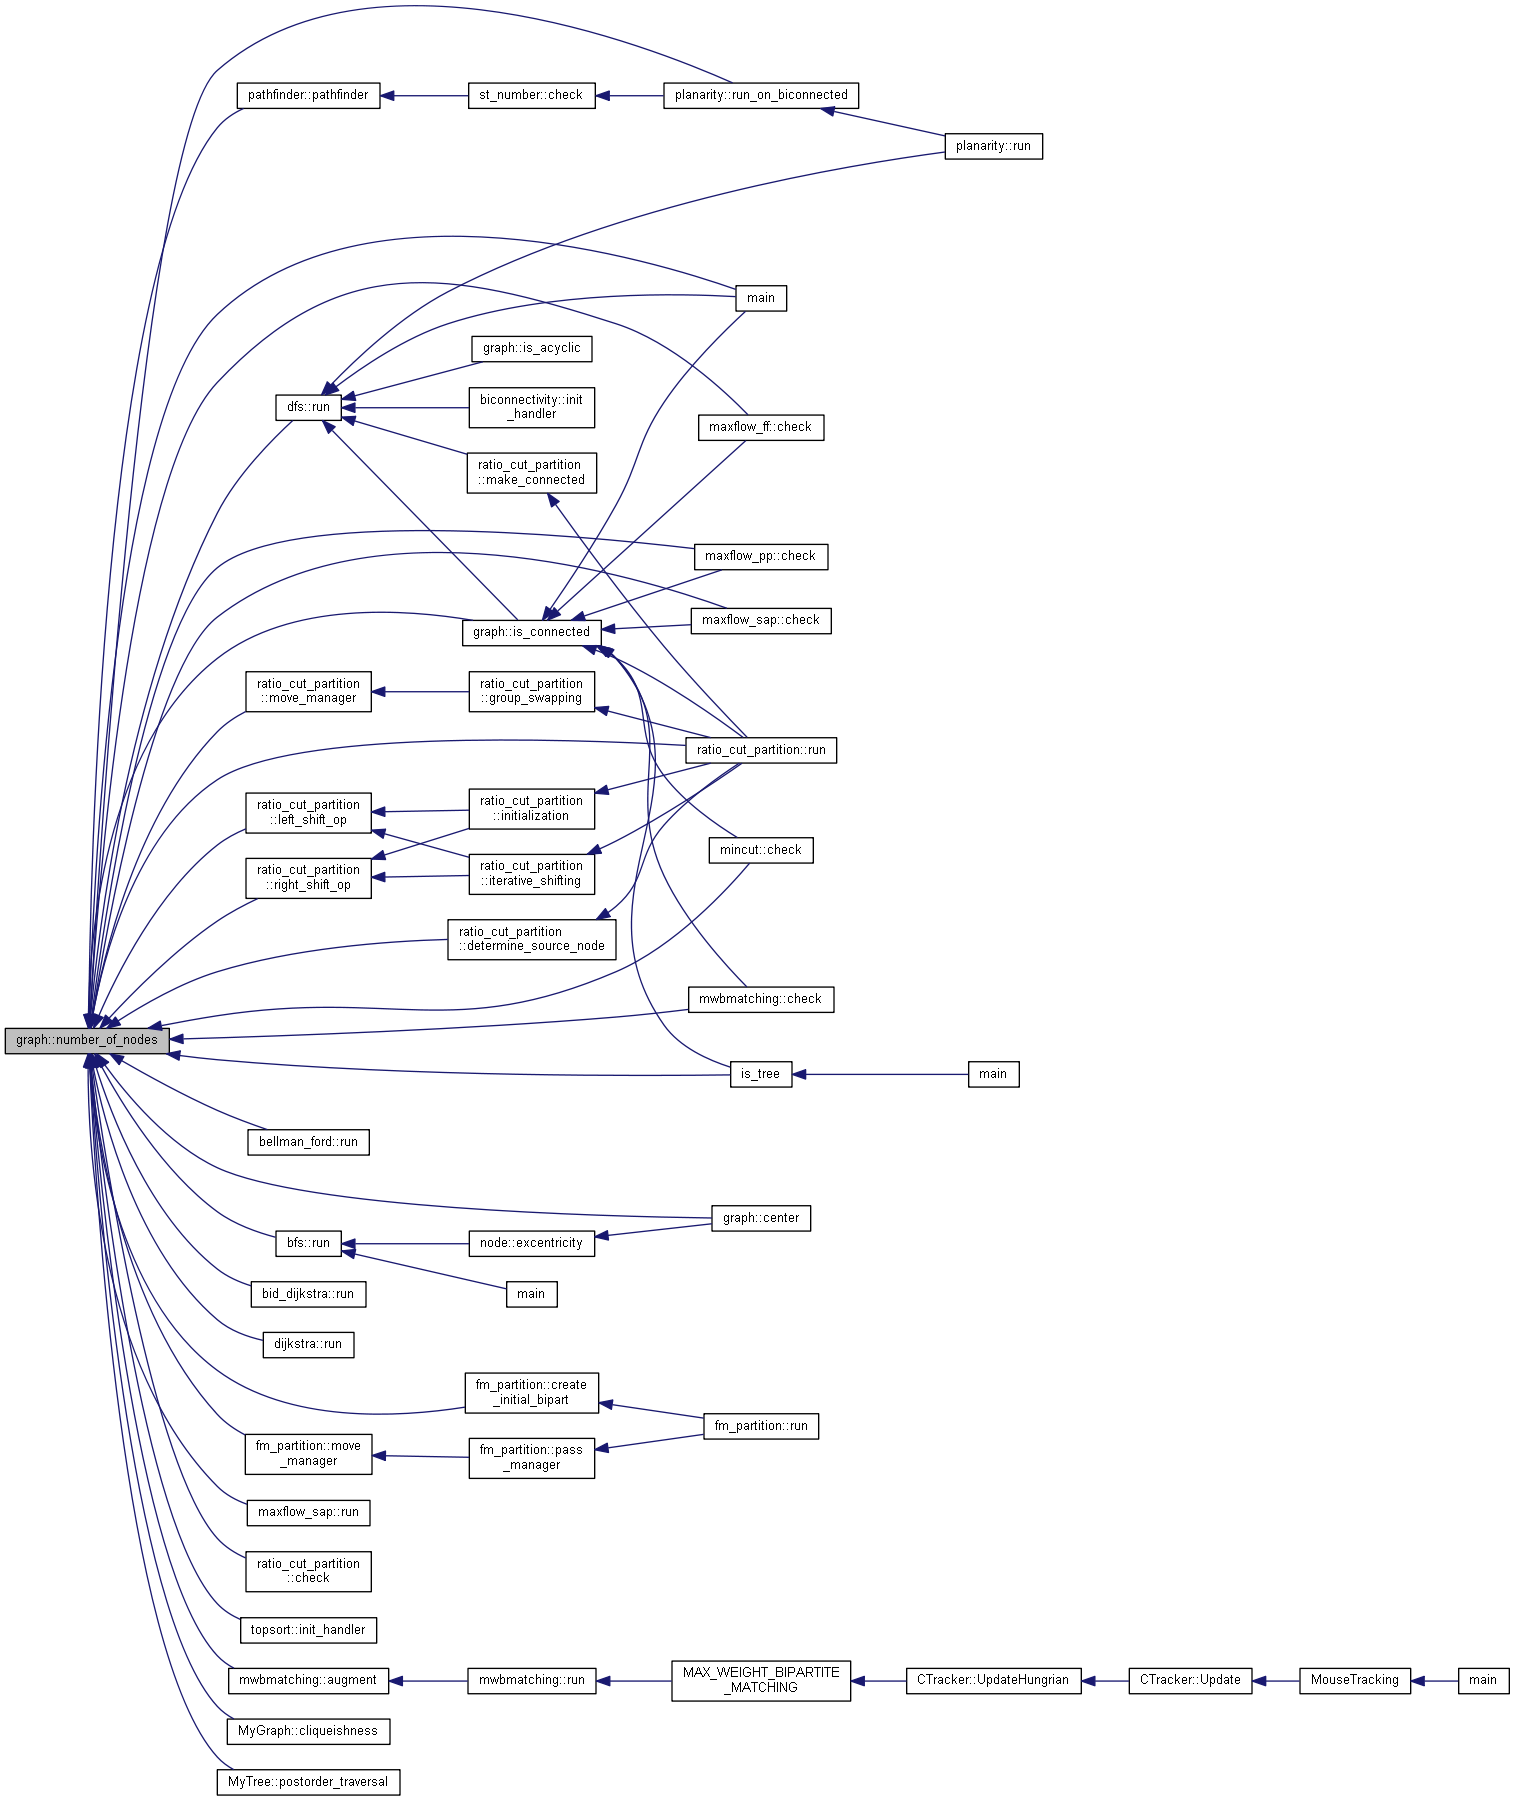 pathfinder::pathfinder
st_number::check
planarity::run_on_biconnected
planarity::run
main
graph::is_acyclic
dfs::run
biconnectivity::init
_handler
maxflow_ff::check
ratio_cut_partition
::make_connected
maxflow_pp::check
maxflow_sap::check
graph::is_connected
ratio_cut_partition
::move_manager
ratio_cut_partition
::group_swapping
ratio_cut_partition::run
ratio_cut_partition
::left_shift_op
ratio_cut_partition
::initialization
mincut::check
ratio_cut_partition
::right_shift_op
ratio_cut_partition
::iterative_shifting
ratio_cut_partition
::determine_source_node
mwbmatching::check
graph::number_of_nodes
is_tree
main
bellman_ford::run
graph::center
bfs::run
node::excentricity
bid_dijkstra::run
main
dijkstra::run
fm_partition::create
_initial_bipart
fm_partition::run
fm_partition::move
_manager
fm_partition::pass
_manager
maxflow_sap::run
ratio_cut_partition
::check
topsort::init_handler
mwbmatching::augment
mwbmatching::run
MAX_WEIGHT_BIPARTITE
_MATCHING
CTracker::UpdateHungrian
CTracker::Update
MouseTracking
main
MyGraph::cliqueishness
MyTree::postorder_traversal